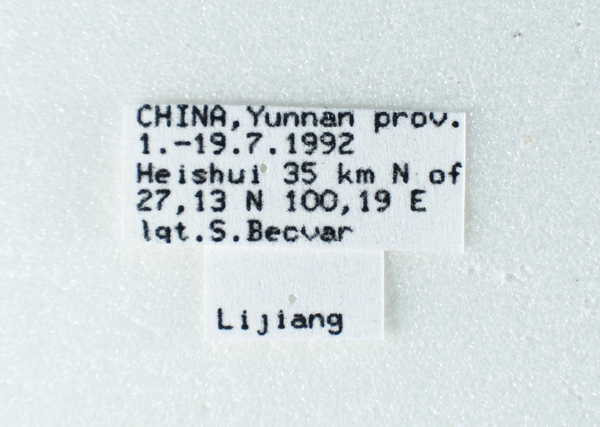 CHINA,Yunnan prov.
1.-19.7.1992
Heishui 35 km N of
27,13 N 100,19 E
lgt.S.Becvar
Lijiang